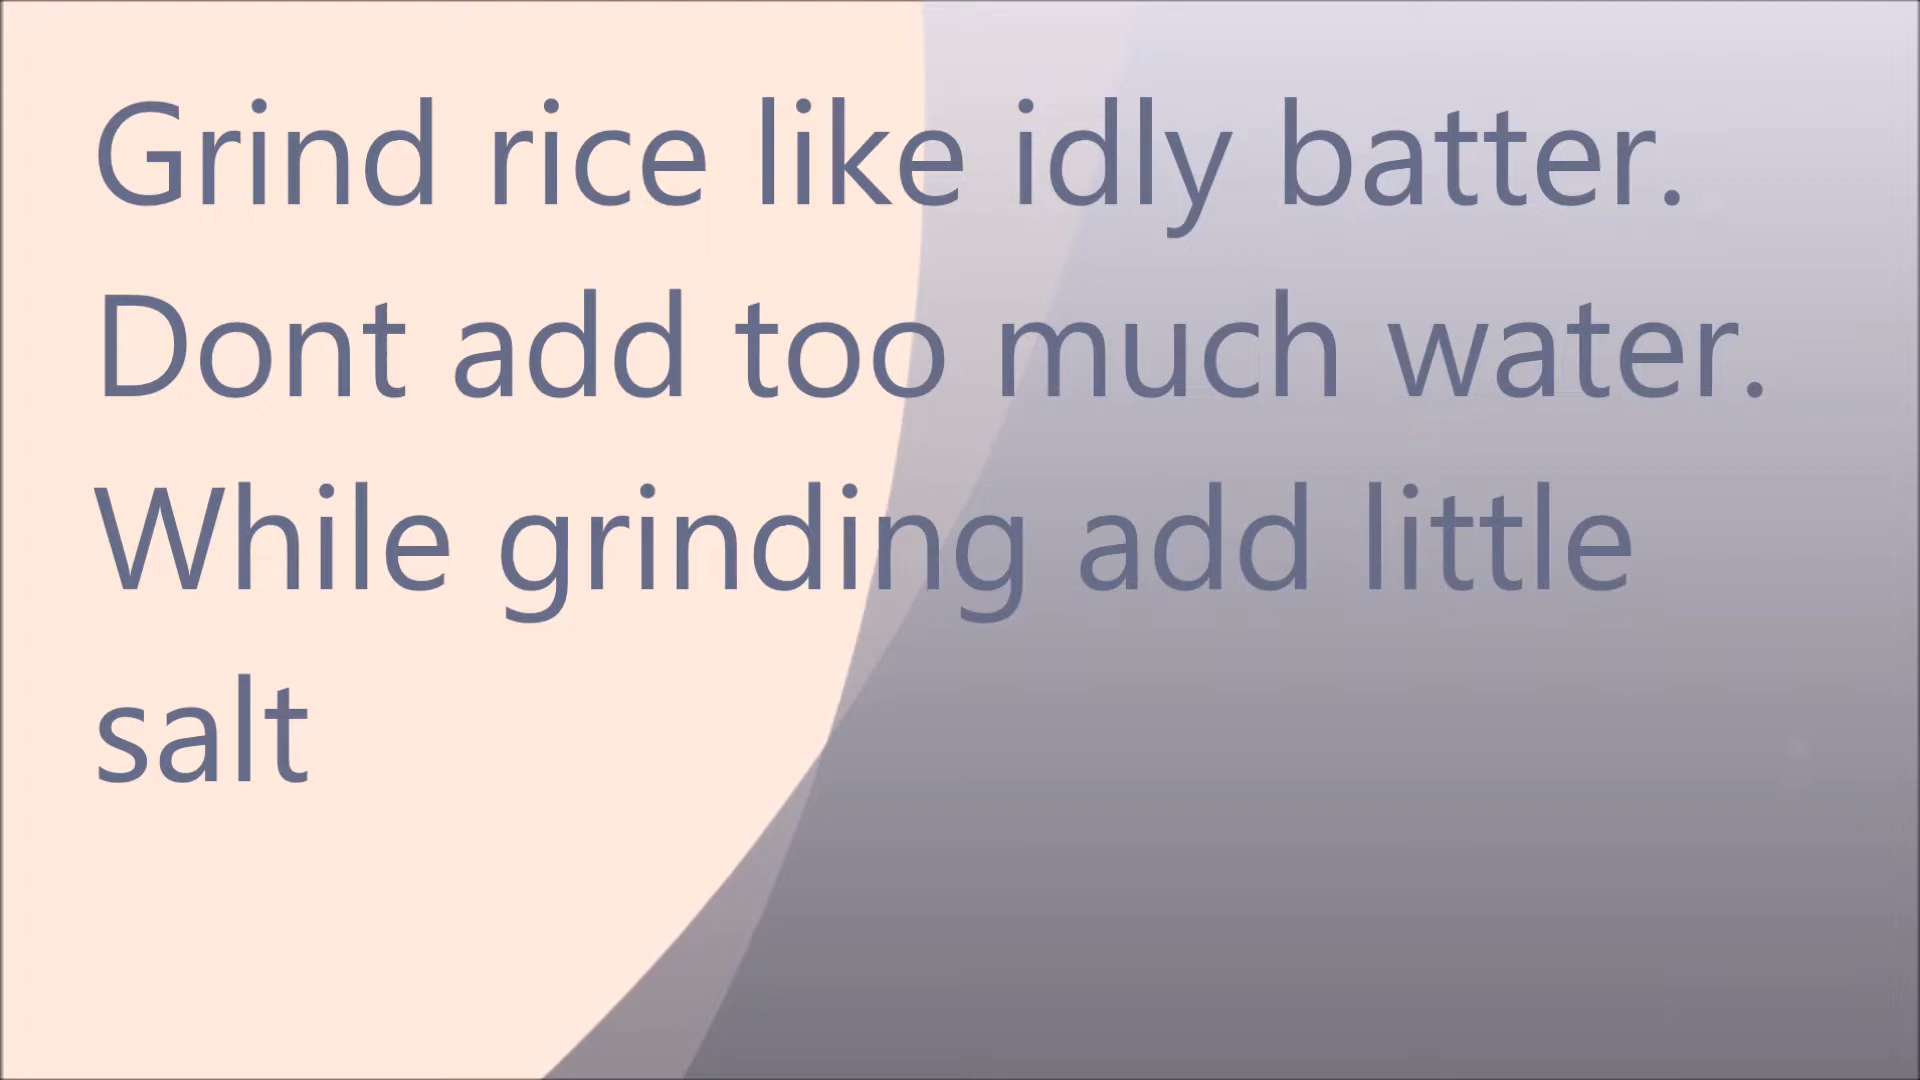 Grind rice like idly batter.
Dont add too much water.
While grinding add little
salt